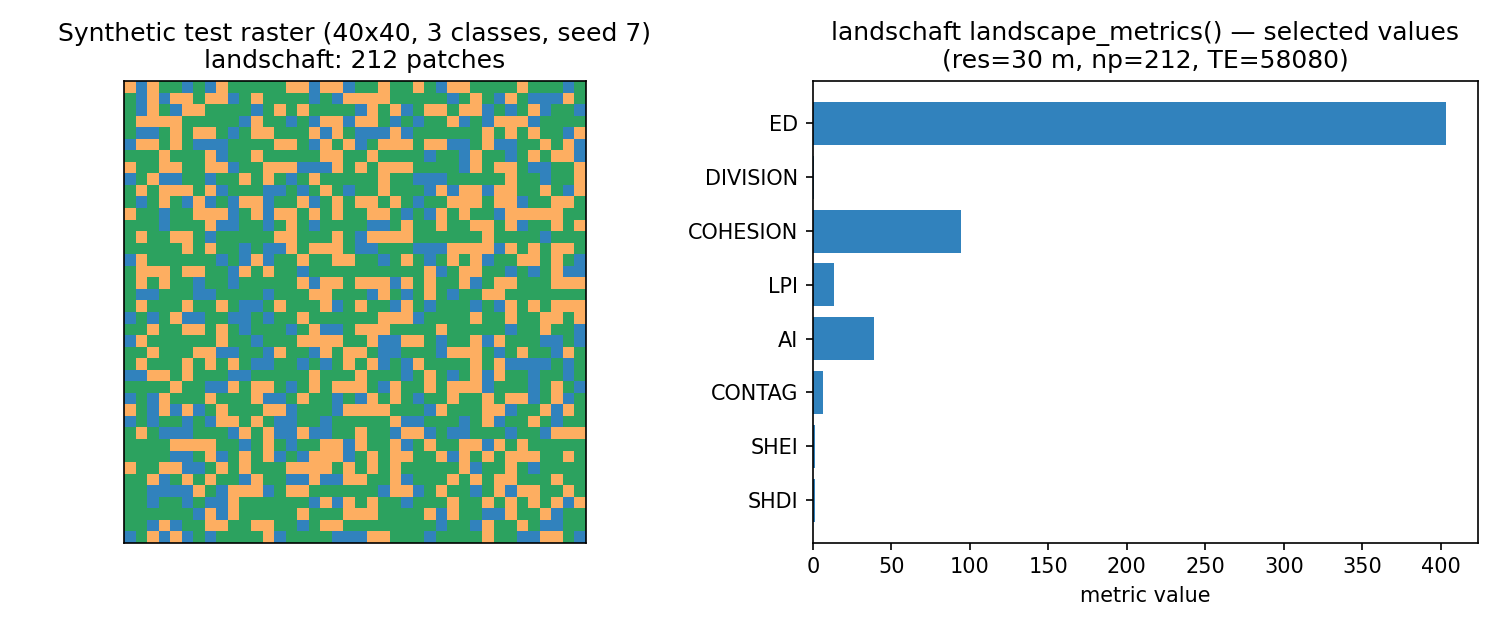 Synthetic test raster (40x40, 3 classes, seed 7)
landschaft: 212 patches
landschaft landscape_metrics() — selected values
(res=30 m, np=212, TE=58080)
ED
DIVISION
COHESION
LPI
AI
CONTAG
SHEI
SHDI
0 50 100 150 200 250 300 350 400
metric value